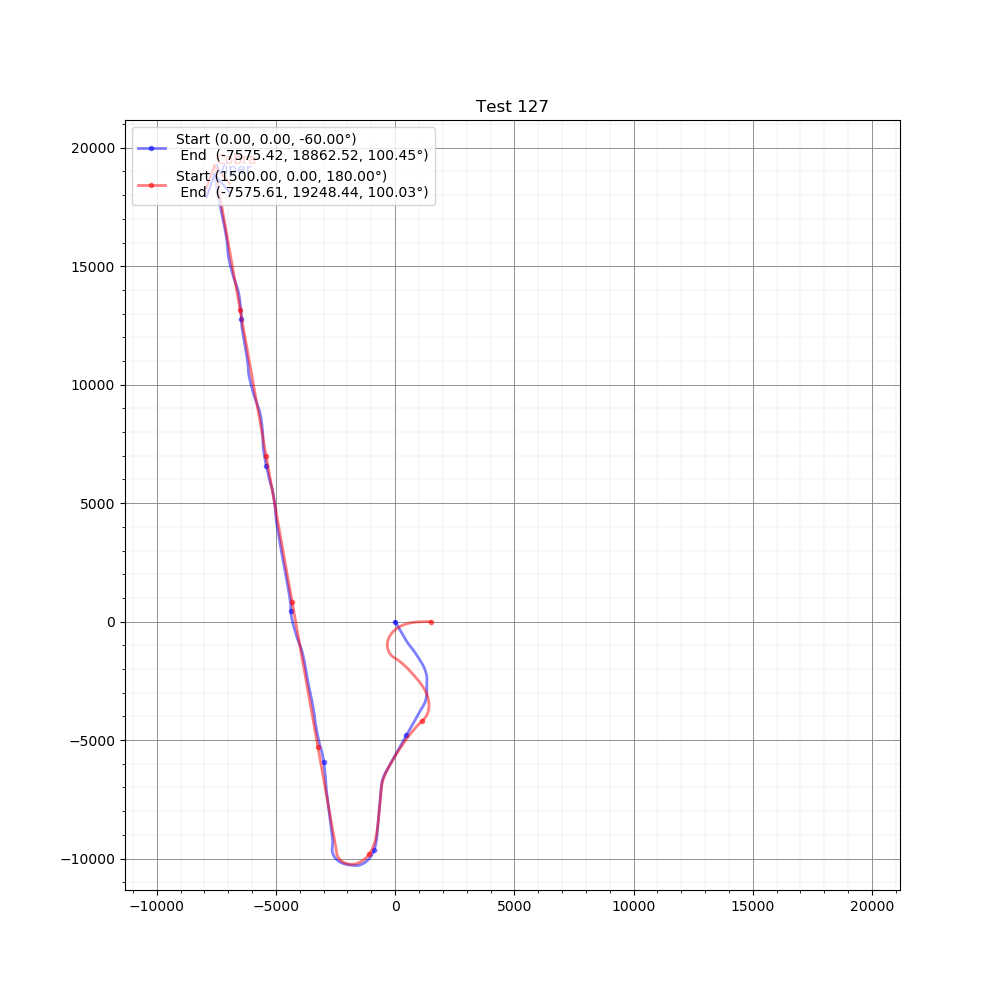 Test 127
Start (0.00, 0.00, -60.00°)
End (-7575.42, 18862.52, 100.45°)
Start (1500.00, 0.00, 180.00°)
End (-7575.61, 19248.44, 100.03°)
20000
15000
10000
5000
0
−5000
−10000
−10000 −5000 0 5000 10000 15000 20000